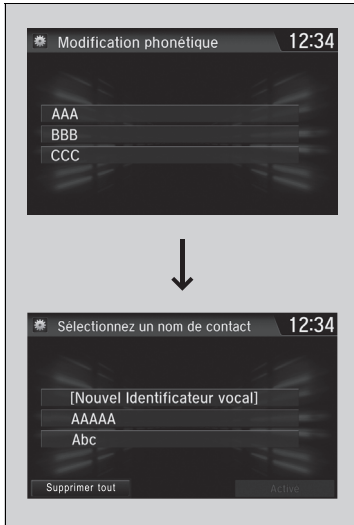 Modification phonétique 12:34
AAA
BBB
CCC
Sélectionnez un nom de contact 12:34
[Nouvel Identificateur vocal]
AAAAA
Abc
Supprimer tout Activé